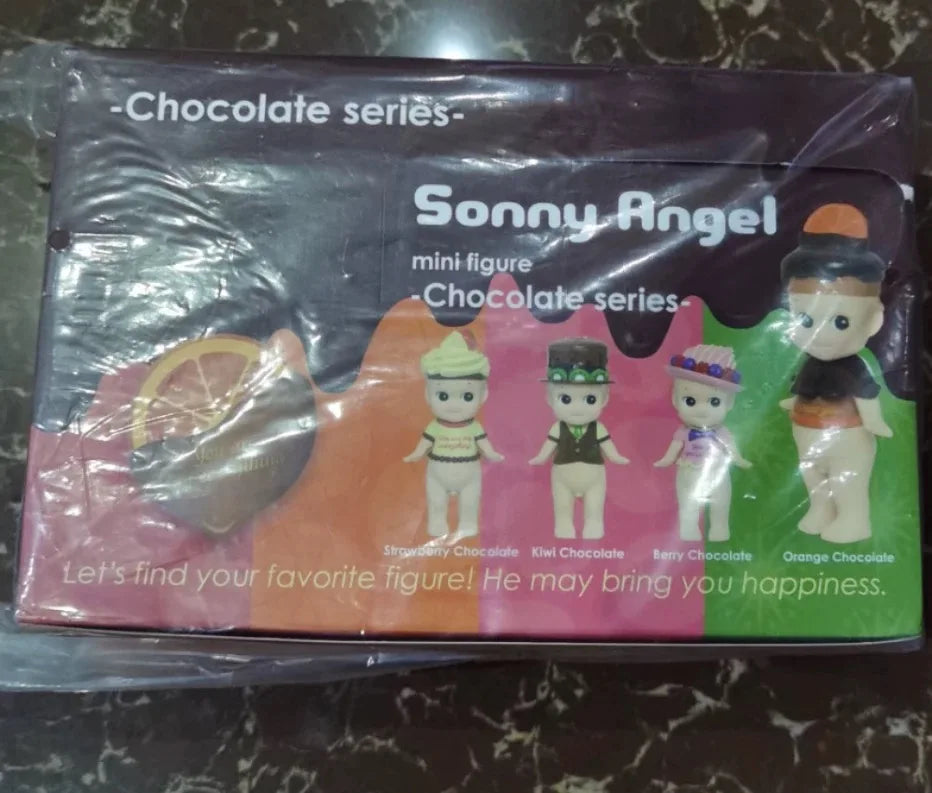 -Chocolate series-
Sonny Angel
mini figure
-Chocolate series-
Strawberry Chocolate
Kiwi Chocolate
Berry Chocolate
Orange Chocolate
Let's find your favorite figure! He may bring you happiness.